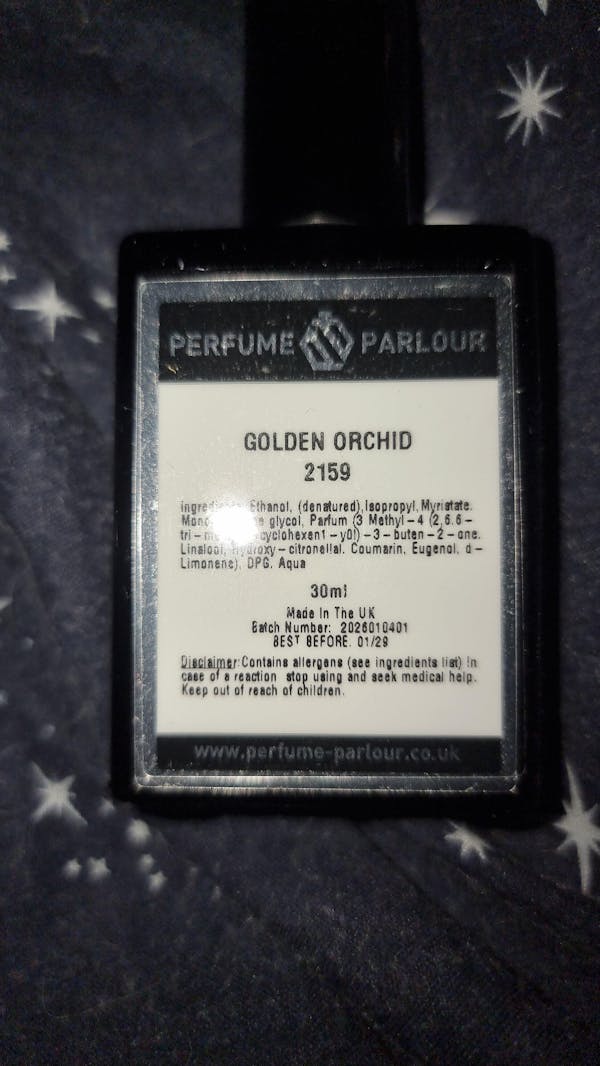 PERFUME PARLOUR
GOLDEN ORCHID
2159
Ethanol, (denatured), Isopropyl, Myristate.
glycol, Parfum (3 Methyl-4 (2,6.6-
tri-
-3-buten-2-one.
Linalool, Hydroxy-citronellal. Coumarin, Eugenol, d-
Limonene). DPG. Aqua
30ml
Made In The UK
Batch Number: 2026010401
BEST BEFORE. 01/29
Disclaimer:Contains allergens (see ingredients list) In
case of a reaction stop using and seek medical help.
Keep out of reach of children.
www.perfume-parlour.co.uk